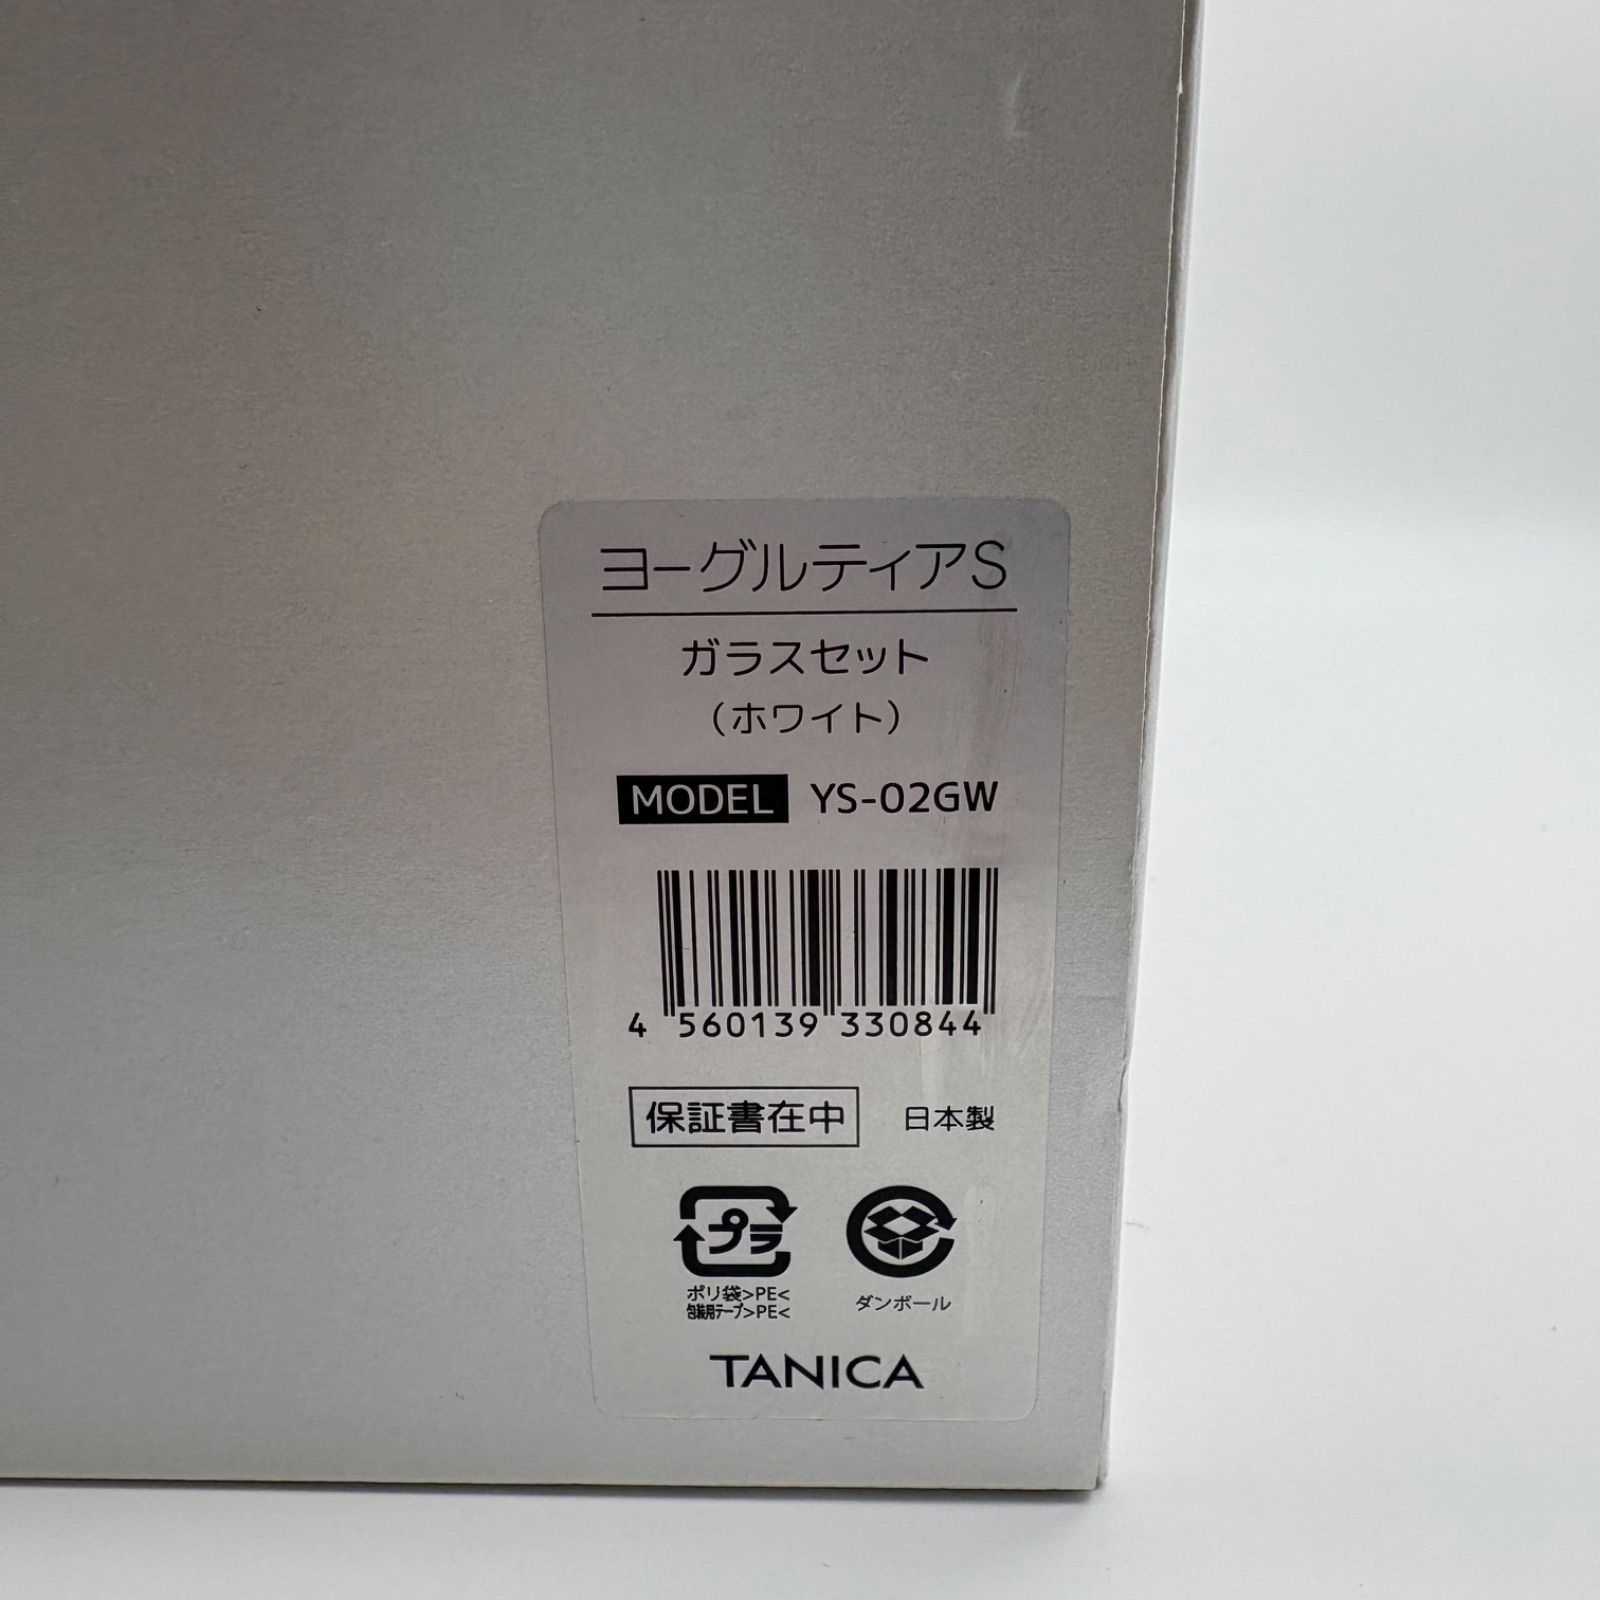 ヨーグルティアS
ガラスセット
（ホワイト）
MODEL YS-02GW
4 560139 330844
保証書在中 日本製
プラ
ポリ袋>PE<
包装用テープ>PE<
ダンボール
TANICA